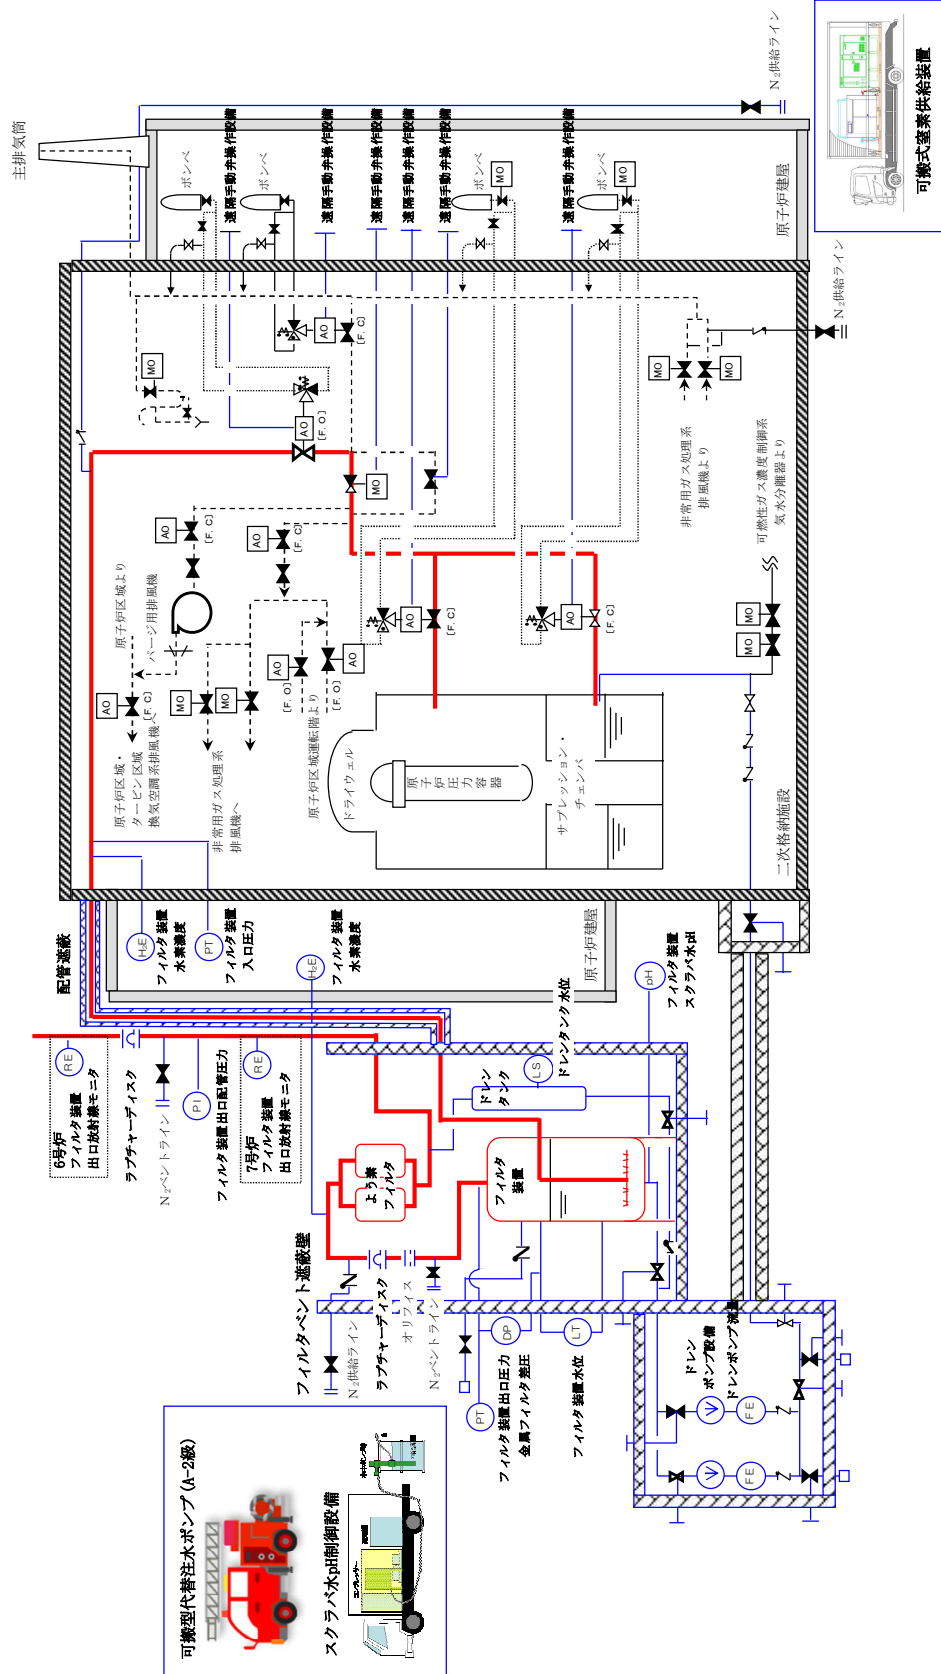 主排気筒
N₂供給ライン
可搬式窒素供給装置
遠隔手動弁操作設備
ボンベ
遠隔手動弁操作設備
ボンベ
遠隔手動弁操作設備
遠隔手動弁操作設備
遠隔手動弁操作設備
遠隔手動弁操作設備
ボンベ
MO
ボンベ
MO
原子炉建屋
N₂供給ライン
MO
AO
[F. C]
AO
[F. O]
MO
MO
MO
非常用ガス処理系
排風機より
可燃性ガス濃度制御系
気水分離器より
AO
[F. C]
AO
[F. C]
AO
[F. C]
AO
[F. C]
MO
MO
原子炉区域より
パージ用排風機
AO
[F. C]
MO
MO
AO
[F. O]
AO
[F. O]
原子炉区域・
タービン区域
換気空調系排風機へ
非常用ガス処理系
排風機へ
原子炉区域運転階より
ドライウェル
原子炉圧力容器
サプレッション・
チェンバ
二次格納施設
配管遮蔽
H₂E
フィルタ装置
水素濃度
PT
フィルタ装置
入口圧力
H₂E
フィルタ装置
水素濃度
原子炉建屋
pH
フィルタ装置
スクラバ水pH
RE
6号炉
フィルタ装置
出口放射線モニタ
ラプチャーディスク
N₂ベントライン
PI
フィルタ装置出口配管圧力
RE
7号炉
フィルタ装置
出口放射線モニタ
LS
ドレンタンク水位
ドレン
タンク
よう素
フィルタ
フィルタ
装置
フィルタベント遮蔽壁
N₂供給ライン
ラプチャーディスク
オリフィス
N₂ベントライン
PT
フィルタ装置出口圧力
DP
金属フィルタ差圧
LT
フィルタ装置水位
ドレン
ポンプ設備
ドレンポンプ流量
FE
FE
可搬型代替注水ポンプ(A-2級)
スクラバ水pH制御設備
コンプレッサー